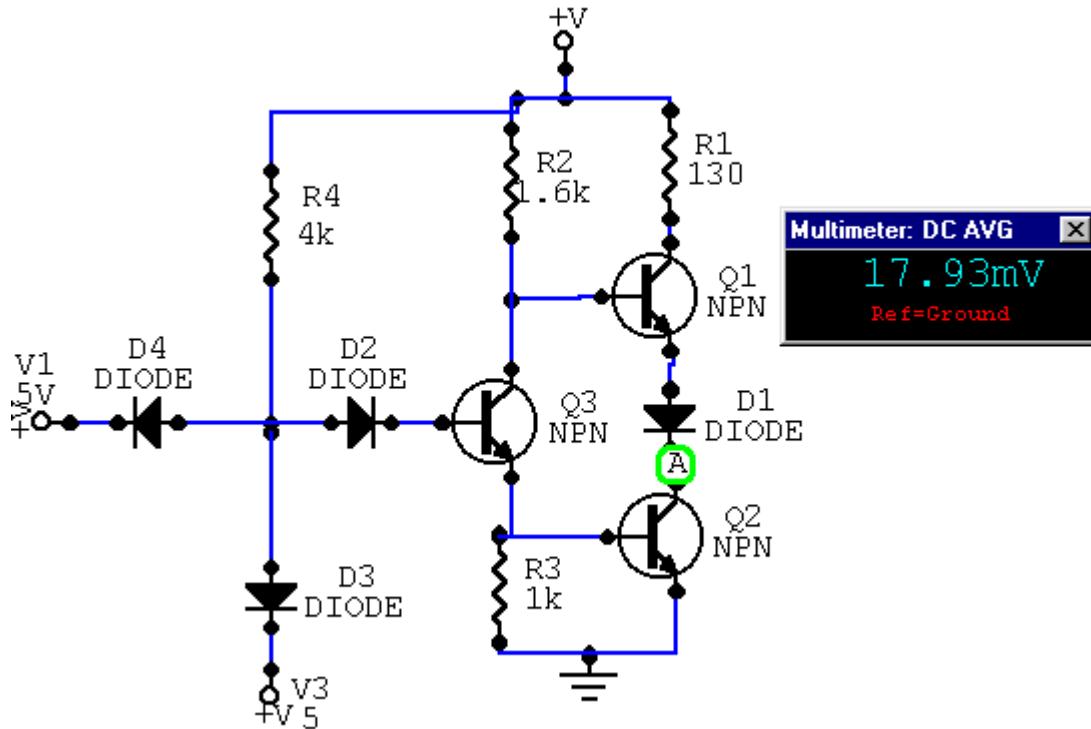 +V
R4
4k
R2
1.6k
R1
130
Multimeter: DC AVG
17.93mV
Ref=Ground
Q1
NPN
V1
5V
+V
D4
DIODE
D2
DIODE
Q3
NPN
D1
DIODE
A
Q2
NPN
R3
1k
D3
DIODE
V3
+V 5